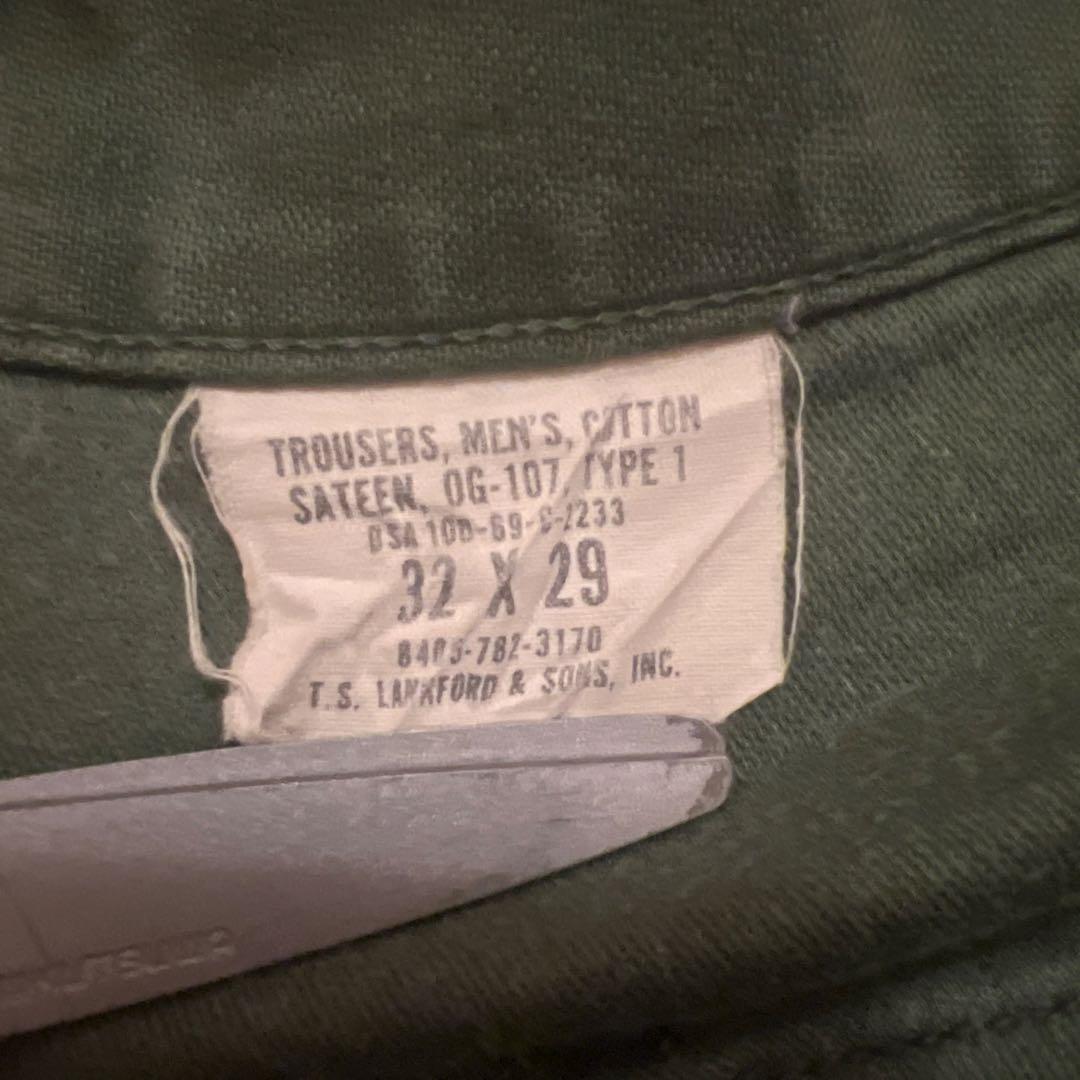 TROUSERS, MEN'S, COTTON
SATEEN, OG-107, TYPE 1
DSA 100-69-C-2233
32 X 29
8405-782-3170
T.S. LANKFORD & SONS, INC.